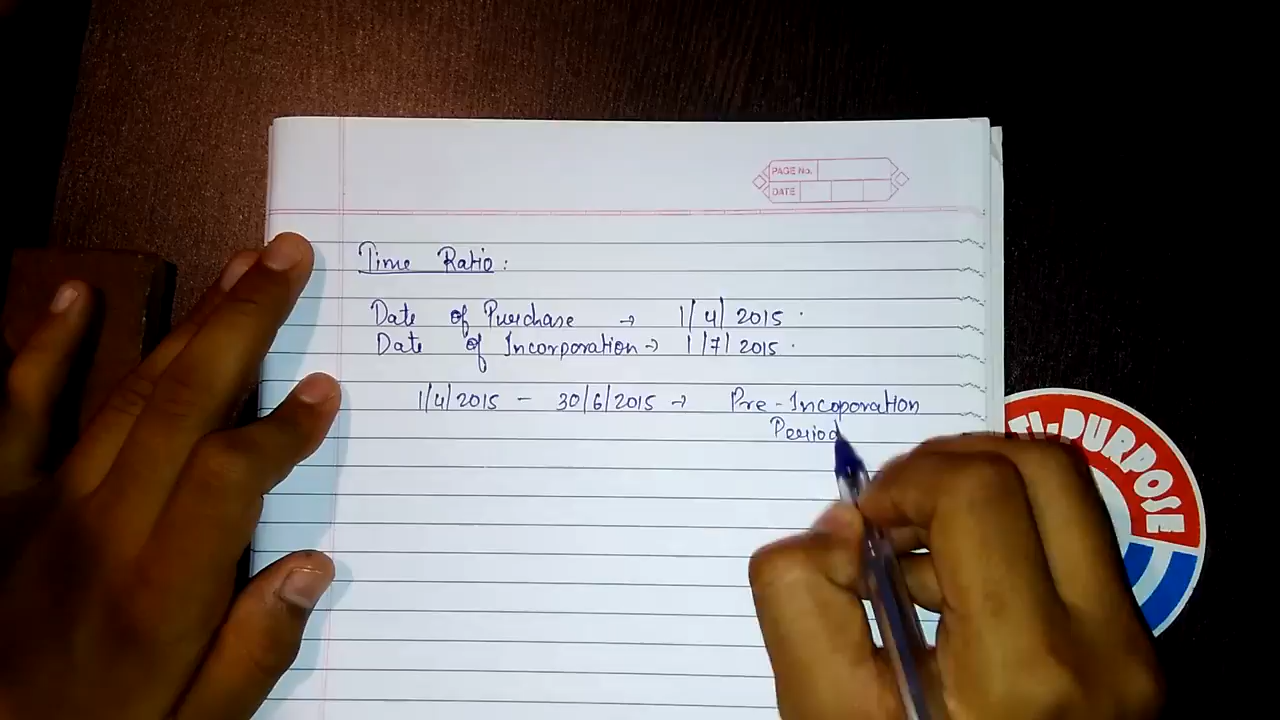 PAGE No.
DATE
Time Ratio:
Date of Purchase → 1/4/2015.
Date of Incorporation → 1/7/2015.
1/4/2015 - 30/6/2015 → Pre-Incoporation
Period
TI-PURPOSE